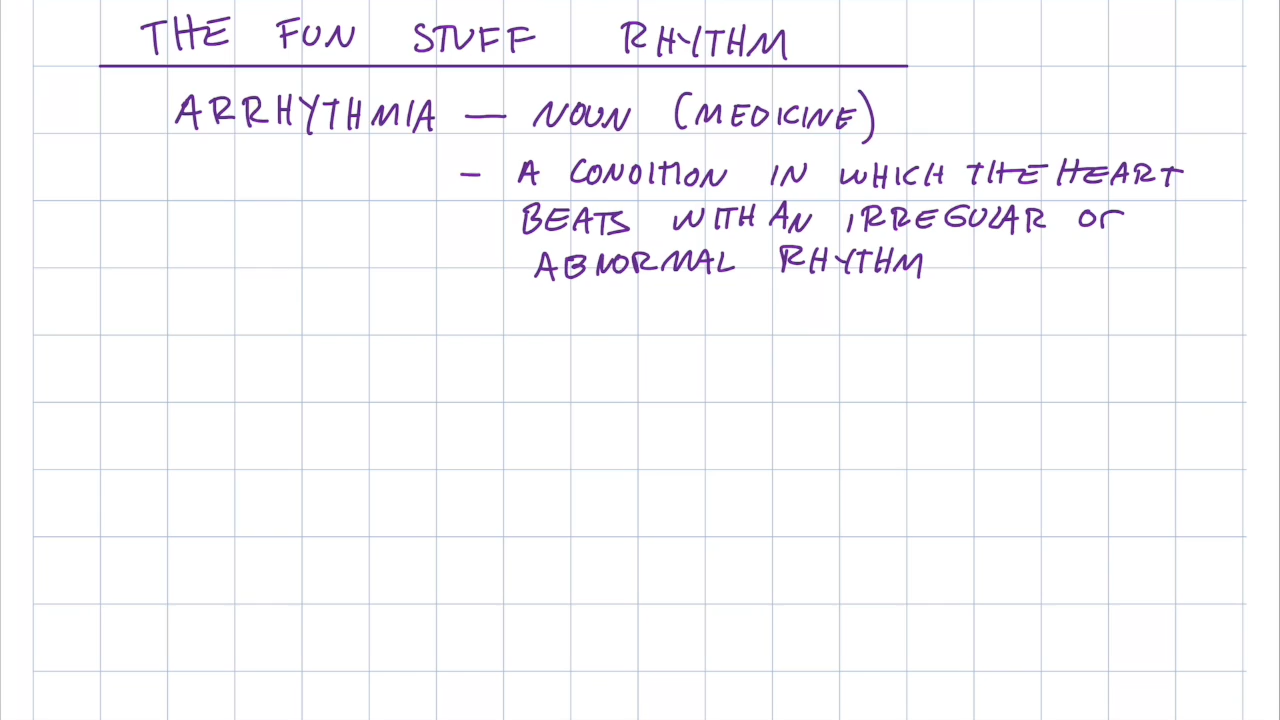 THE FUN STUFF RHYTHM
ARRHYTHMIA — NOUN (MEDICINE)
- A CONDITION IN WHICH THE HEART
BEATS WITH AN IRREGULAR OR
ABNORMAL RHYTHM